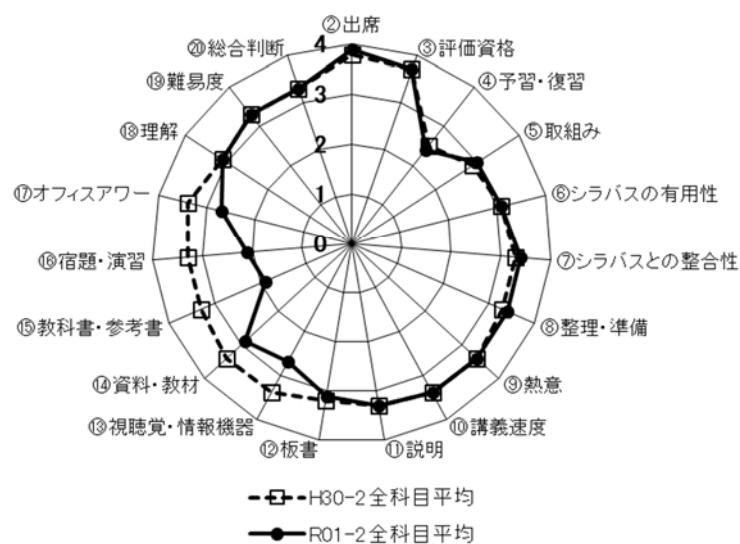 ②出席
③評価資格
④予習・復習
⑤取組み
⑥シラバスの有用性
⑦シラバスとの整合性
⑧整理・準備
⑨熱意
⑩講義速度
⑪説明
⑫板書
⑬視聴覚・情報機器
⑭資料・教材
⑮教科書・参考書
⑯宿題・演習
⑰オフィスアワー
⑱理解
⑲難易度
⑳総合判断
4
3
2
1
0
H30-2全科目平均
R01-2全科目平均